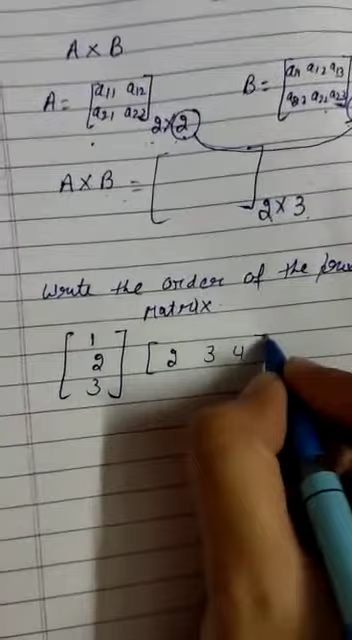 A × B
A = [a11 a12
a21 a22] 2×2
B = [a11 a12 a13
a22 a23]
A × B = [ ] 2×3
Write the order of the
matrix.
[1
2
3] [2 3 4]